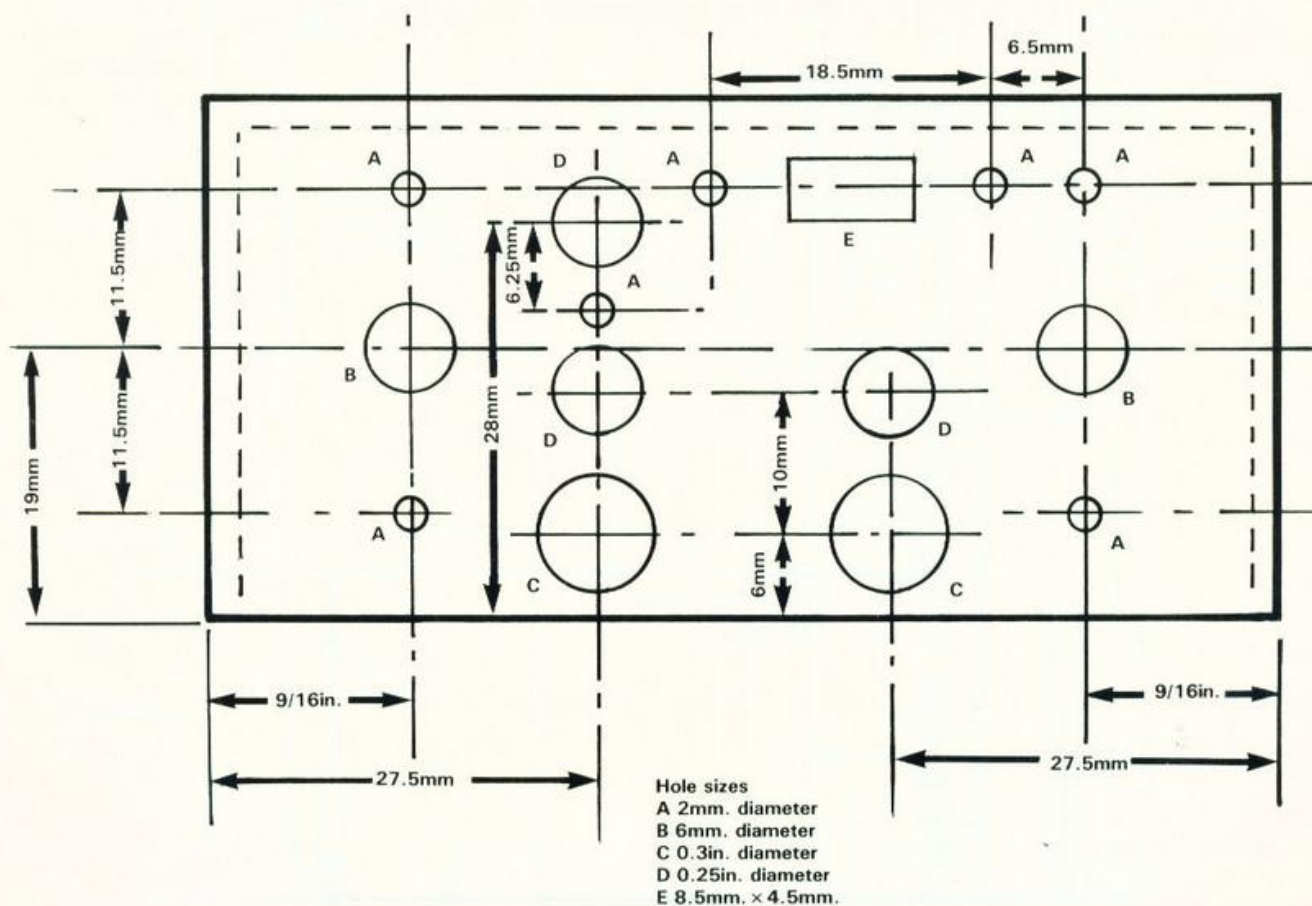 6.5mm
18.5mm
A
D
A
A
A
E
11.5mm
6.25mm
A
B
28mm
B
11.5mm
D
D
10mm
19mm
A
A
6mm
C
C
9/16in.
9/16in.
27.5mm
27.5mm
Hole sizes
A 2mm. diameter
B 6mm. diameter
C 0.3in. diameter
D 0.25in. diameter
E 8.5mm. × 4.5mm.